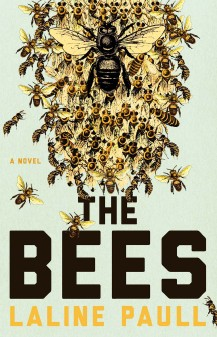 A NOVEL
THE
BEES
LALINE PAULL